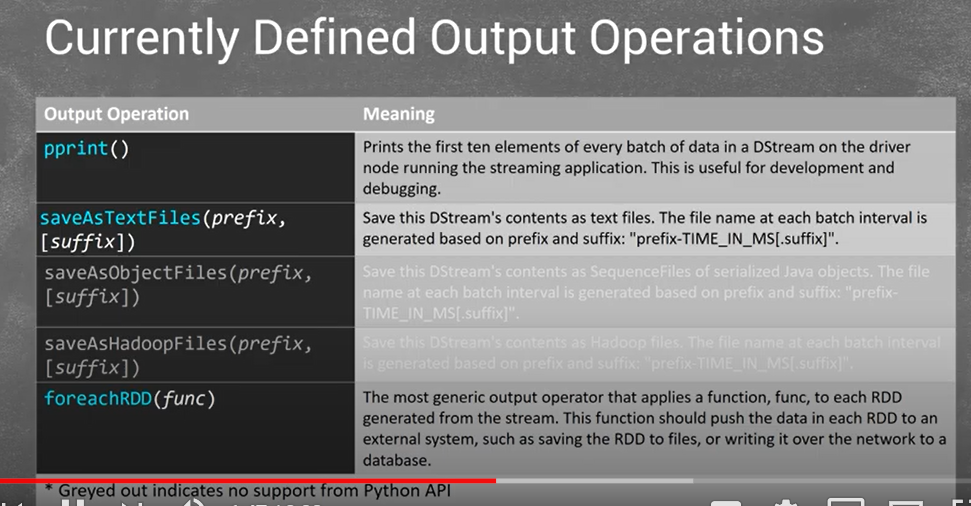 Currently Defined Output Operations
Output Operation
Meaning
pprint()
Prints the first ten elements of every batch of data in a DStream on the driver
node running the streaming application. This is useful for development and
debugging.
saveAsTextFiles(prefix,
[suffix])
Save this DStream's contents as text files. The file name at each batch interval is
generated based on prefix and suffix: "prefix-TIME_IN_MS[.suffix]".
saveAsObjectFiles(prefix,
[suffix])
Save this DStream's contents as SequenceFiles of serialized Java objects. The file
name at each batch interval is generated based on prefix and suffix: "prefix-
TIME_IN_MS[.suffix]".
saveAsHadoopFiles(prefix,
[suffix])
Save this DStream's contents as Hadoop files. The file name at each batch interval
is generated based on prefix and suffix: "prefix-TIME_IN_MS[.suffix]".
foreachRDD(func)
The most generic output operator that applies a function, func, to each RDD
generated from the stream. This function should push the data in each RDD to an
external system, such as saving the RDD to files, or writing it over the network to a
database.
* Greyed out indicates no support from Python API